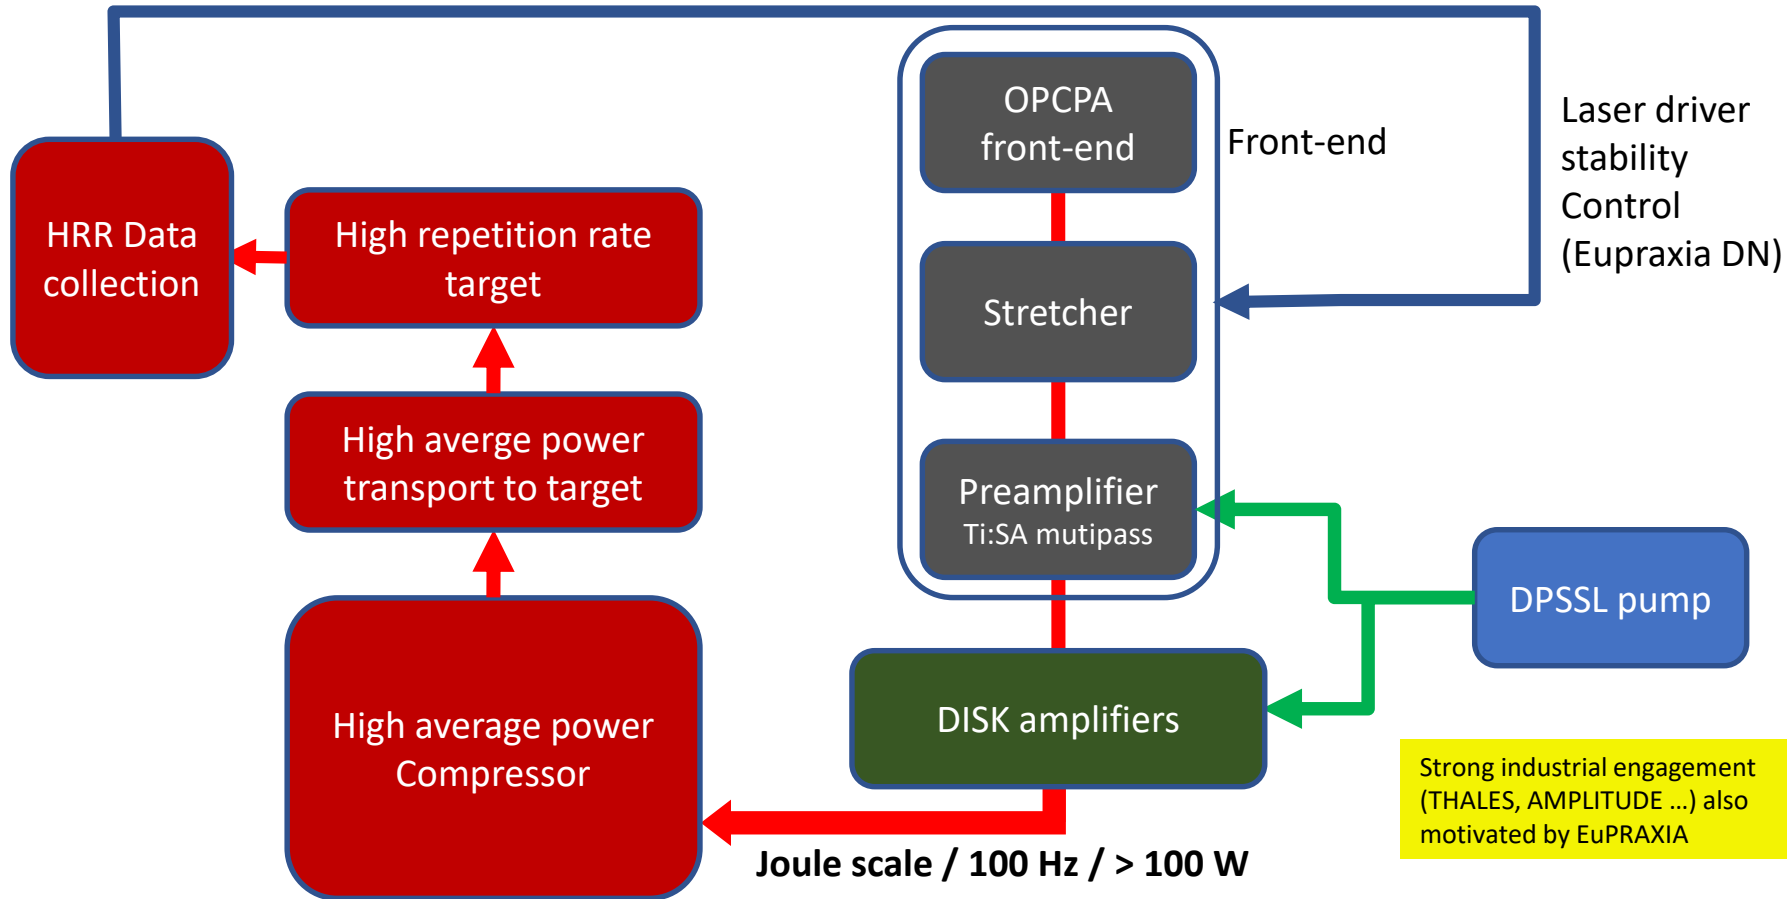 OPCPA
front-end
Front-end
Laser driver
stability
Control
(Eupraxia DN)
HRR Data
collection
High repetition rate
target
Stretcher
High averge power
transport to target
Preamplifier
Ti:SA mutipass
DPSSL pump
High average power
Compressor
DISK amplifiers
Strong industrial engagement
(THALES, AMPLITUDE ...) also
motivated by EuPRAXIA
Joule scale / 100 Hz / > 100 W